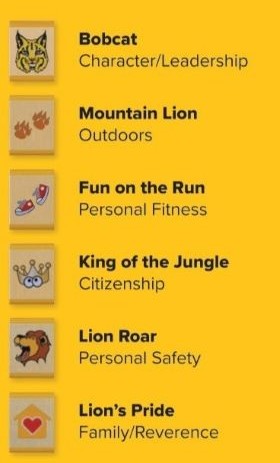 Bobcat
Character/Leadership
Mountain Lion
Outdoors
Fun on the Run
Personal Fitness
King of the Jungle
Citizenship
Lion Roar
Personal Safety
Lion's Pride
Family/Reverence